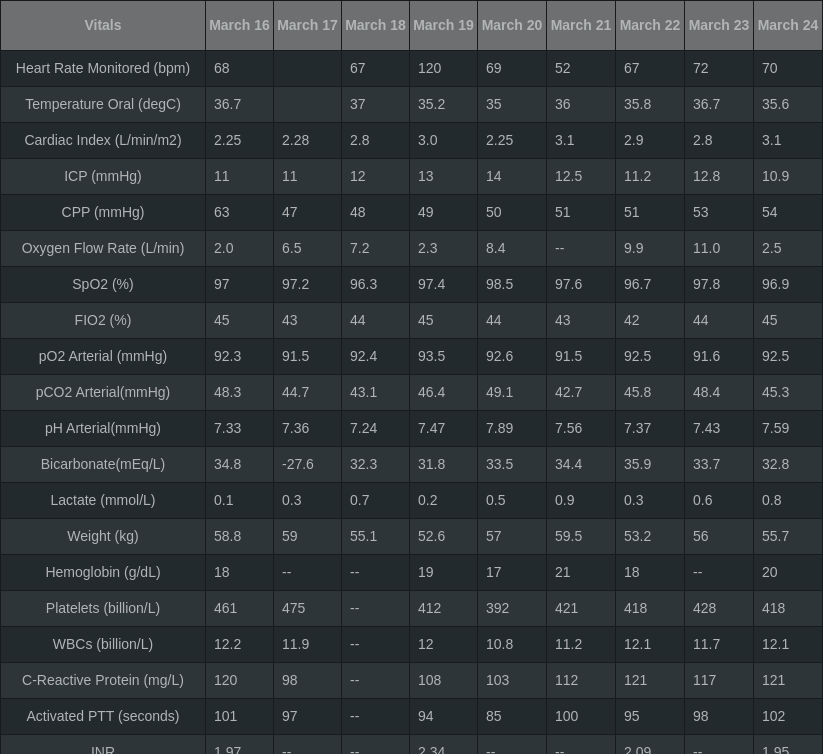 Vitals March 16 March 17 March 18 March 19 March 20 March 21 March 22 March 23 March 24
Heart Rate Monitored (bpm) 68 67 120 69 52 67 72 70
Temperature Oral (degC) 36.7 37 35.2 35 36 35.8 36.7 35.6
Cardiac Index (L/min/m2) 2.25 2.28 2.8 3.0 2.25 3.1 2.9 2.8 3.1
ICP (mmHg) 11 11 12 13 14 12.5 11.2 12.8 10.9
CPP (mmHg) 63 47 48 49 50 51 51 53 54
Oxygen Flow Rate (L/min) 2.0 6.5 7.2 2.3 8.4 -- 9.9 11.0 2.5
SpO2 (%) 97 97.2 96.3 97.4 98.5 97.6 96.7 97.8 96.9
FIO2 (%) 45 43 44 45 44 43 42 44 45
pO2 Arterial (mmHg) 92.3 91.5 92.4 93.5 92.6 91.5 92.5 91.6 92.5
pCO2 Arterial(mmHg) 48.3 44.7 43.1 46.4 49.1 42.7 45.8 48.4 45.3
pH Arterial(mmHg) 7.33 7.36 7.24 7.47 7.89 7.56 7.37 7.43 7.59
Bicarbonate(mEq/L) 34.8 -27.6 32.3 31.8 33.5 34.4 35.9 33.7 32.8
Lactate (mmol/L) 0.1 0.3 0.7 0.2 0.5 0.9 0.3 0.6 0.8
Weight (kg) 58.8 59 55.1 52.6 57 59.5 53.2 56 55.7
Hemoglobin (g/dL) 18 -- -- 19 17 21 18 -- 20
Platelets (billion/L) 461 475 -- 412 392 421 418 428 418
WBCs (billion/L) 12.2 11.9 -- 12 10.8 11.2 12.1 11.7 12.1
C-Reactive Protein (mg/L) 120 98 -- 108 103 112 121 117 121
Activated PTT (seconds) 101 97 -- 94 85 100 95 98 102
INR 1.97 -- -- 2.34 -- -- 2.09 -- 1.95